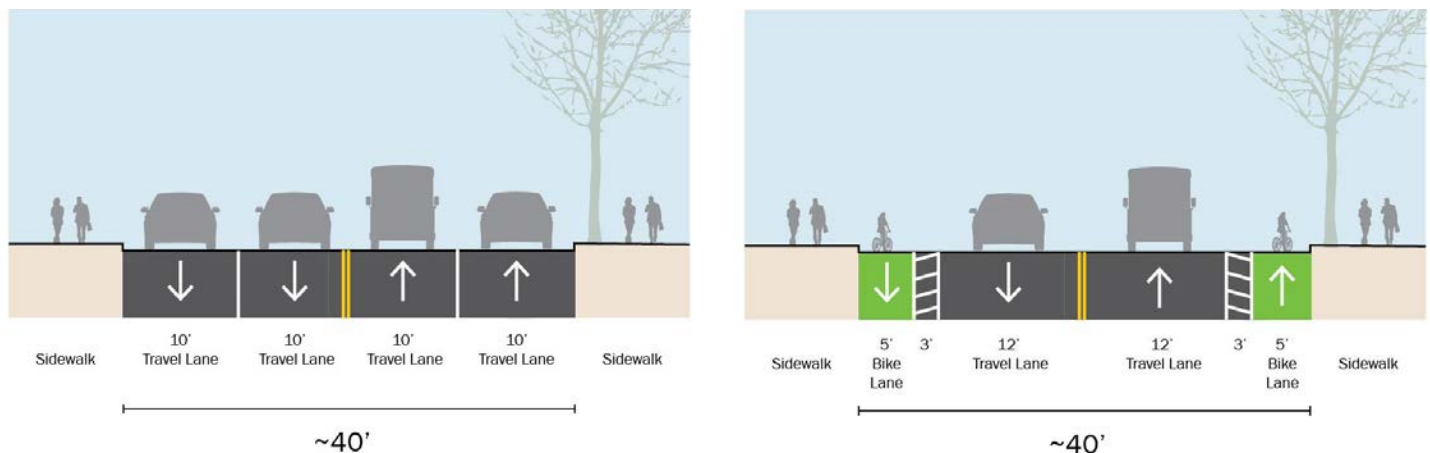 10'
10'
10'
10'
Sidewalk
Travel Lane
Travel Lane
Travel Lane
Travel Lane
Sidewalk
~40'
5'
3'
12'
12'
3'
5'
Sidewalk
Bike
Lane
Travel Lane
Travel Lane
Bike
Lane
Sidewalk
~40'